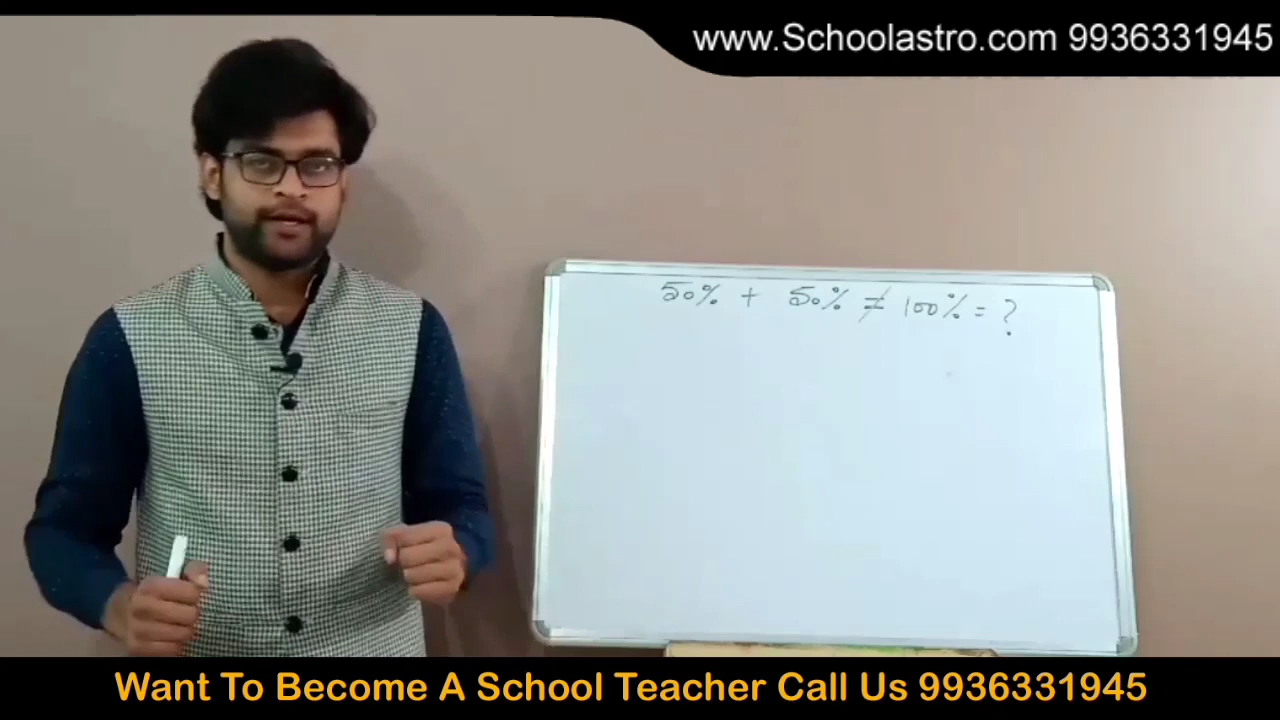 www.Schoolastro.com 9936331945
50% + 50% ≠ 100% = ?
Want To Become A School Teacher Call Us 9936331945